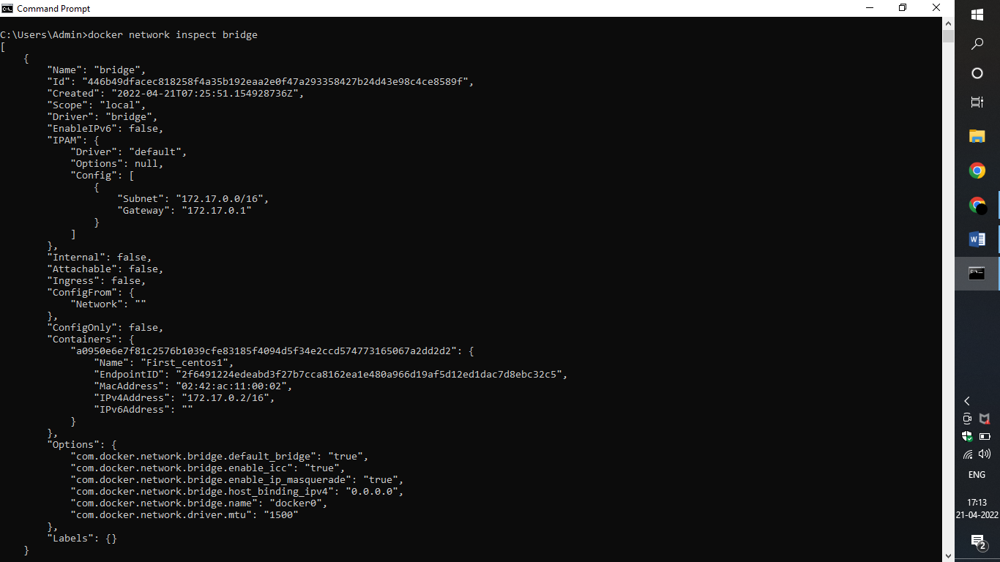 Command Prompt
C:\Users\Admin>docker network inspect bridge
[
    {
        "Name": "bridge",
        "Id": "446b49dfacec818258f4a35b192eaa2e0f47a293358427b24d43e98c4ce8589f",
        "Created": "2022-04-21T07:25:51.154928736Z",
        "Scope": "local",
        "Driver": "bridge",
        "EnableIPv6": false,
        "IPAM": {
            "Driver": "default",
            "Options": null,
            "Config": [
                {
                    "Subnet": "172.17.0.0/16",
                    "Gateway": "172.17.0.1"
                }
            ]
        },
        "Internal": false,
        "Attachable": false,
        "Ingress": false,
        "ConfigFrom": {
            "Network": ""
        },
        "ConfigOnly": false,
        "Containers": {
            "a0950e6e7f81c2576b1039cfe83185f4094d5f34e2ccd574773165067a2dd2d2": {
                "Name": "First_centos1",
                "EndpointID": "2f6491224edeabd3f27b7cca8162ea1e480a966d19af5d12ed1dac7d8ebc32c5",
                "MacAddress": "02:42:ac:11:00:02",
                "IPv4Address": "172.17.0.2/16",
                "IPv6Address": ""
            }
        },
        "Options": {
            "com.docker.network.bridge.default_bridge": "true",
            "com.docker.network.bridge.enable_icc": "true",
            "com.docker.network.bridge.enable_ip_masquerade": "true",
            "com.docker.network.bridge.host_binding_ipv4": "0.0.0.0",
            "com.docker.network.bridge.name": "docker0",
            "com.docker.network.driver.mtu": "1500"
        },
        "Labels": {}
    }
ENG
17:13
21-04-2022
2